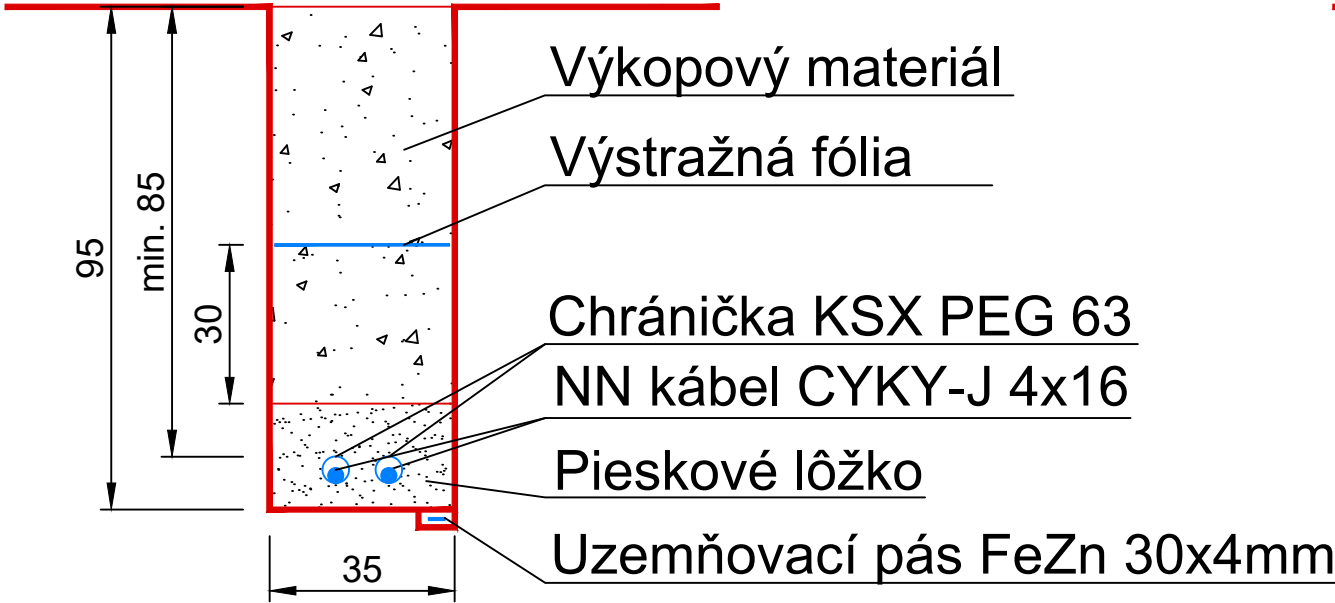 Výkopový materiál
Výstražná fólia
95
min. 85
30
Chránička KSX PEG 63
NN kábel CYKY-J 4x16
Pieskové lôžko
Uzemňovací pás FeZn 30x4mm
35